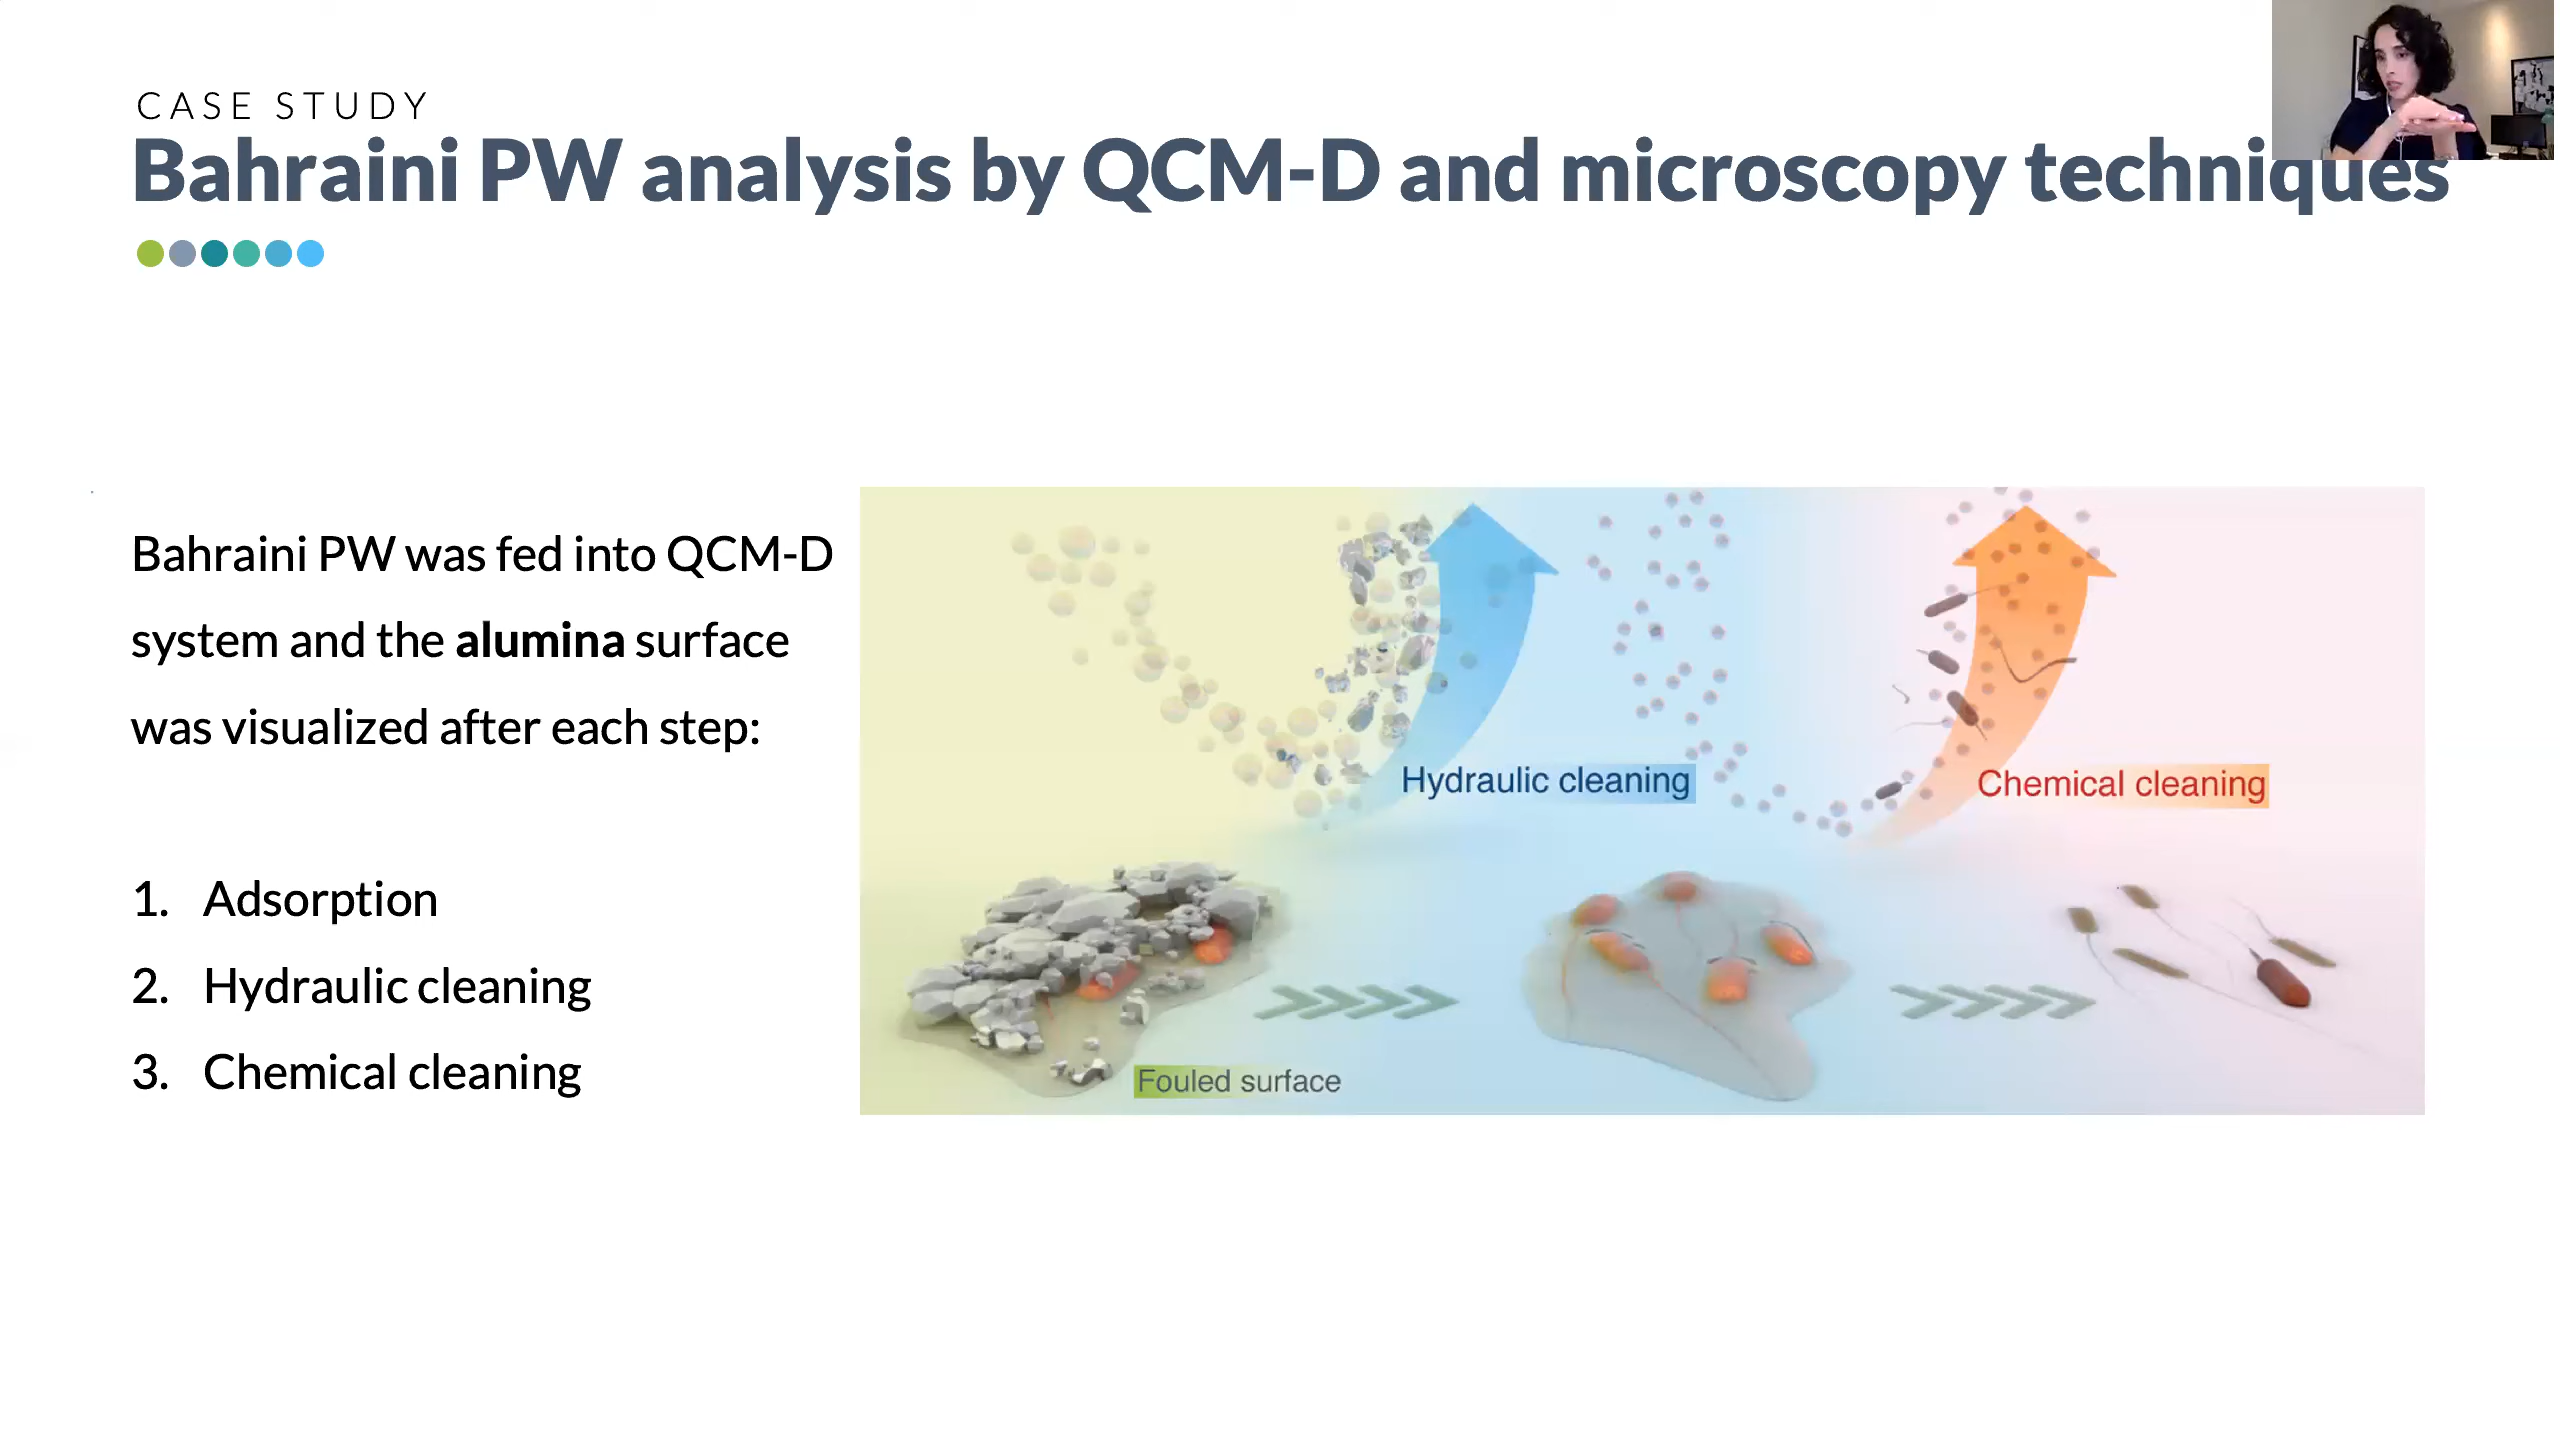 CASE STUDY
Bahraini PW analysis by QCM-D and microscopy techniques
Bahraini PW was fed into QCM-D
system and the alumina surface
was visualized after each step:
1. Adsorption
2. Hydraulic cleaning
3. Chemical cleaning
Hydraulic cleaning
Chemical cleaning
Fouled surface